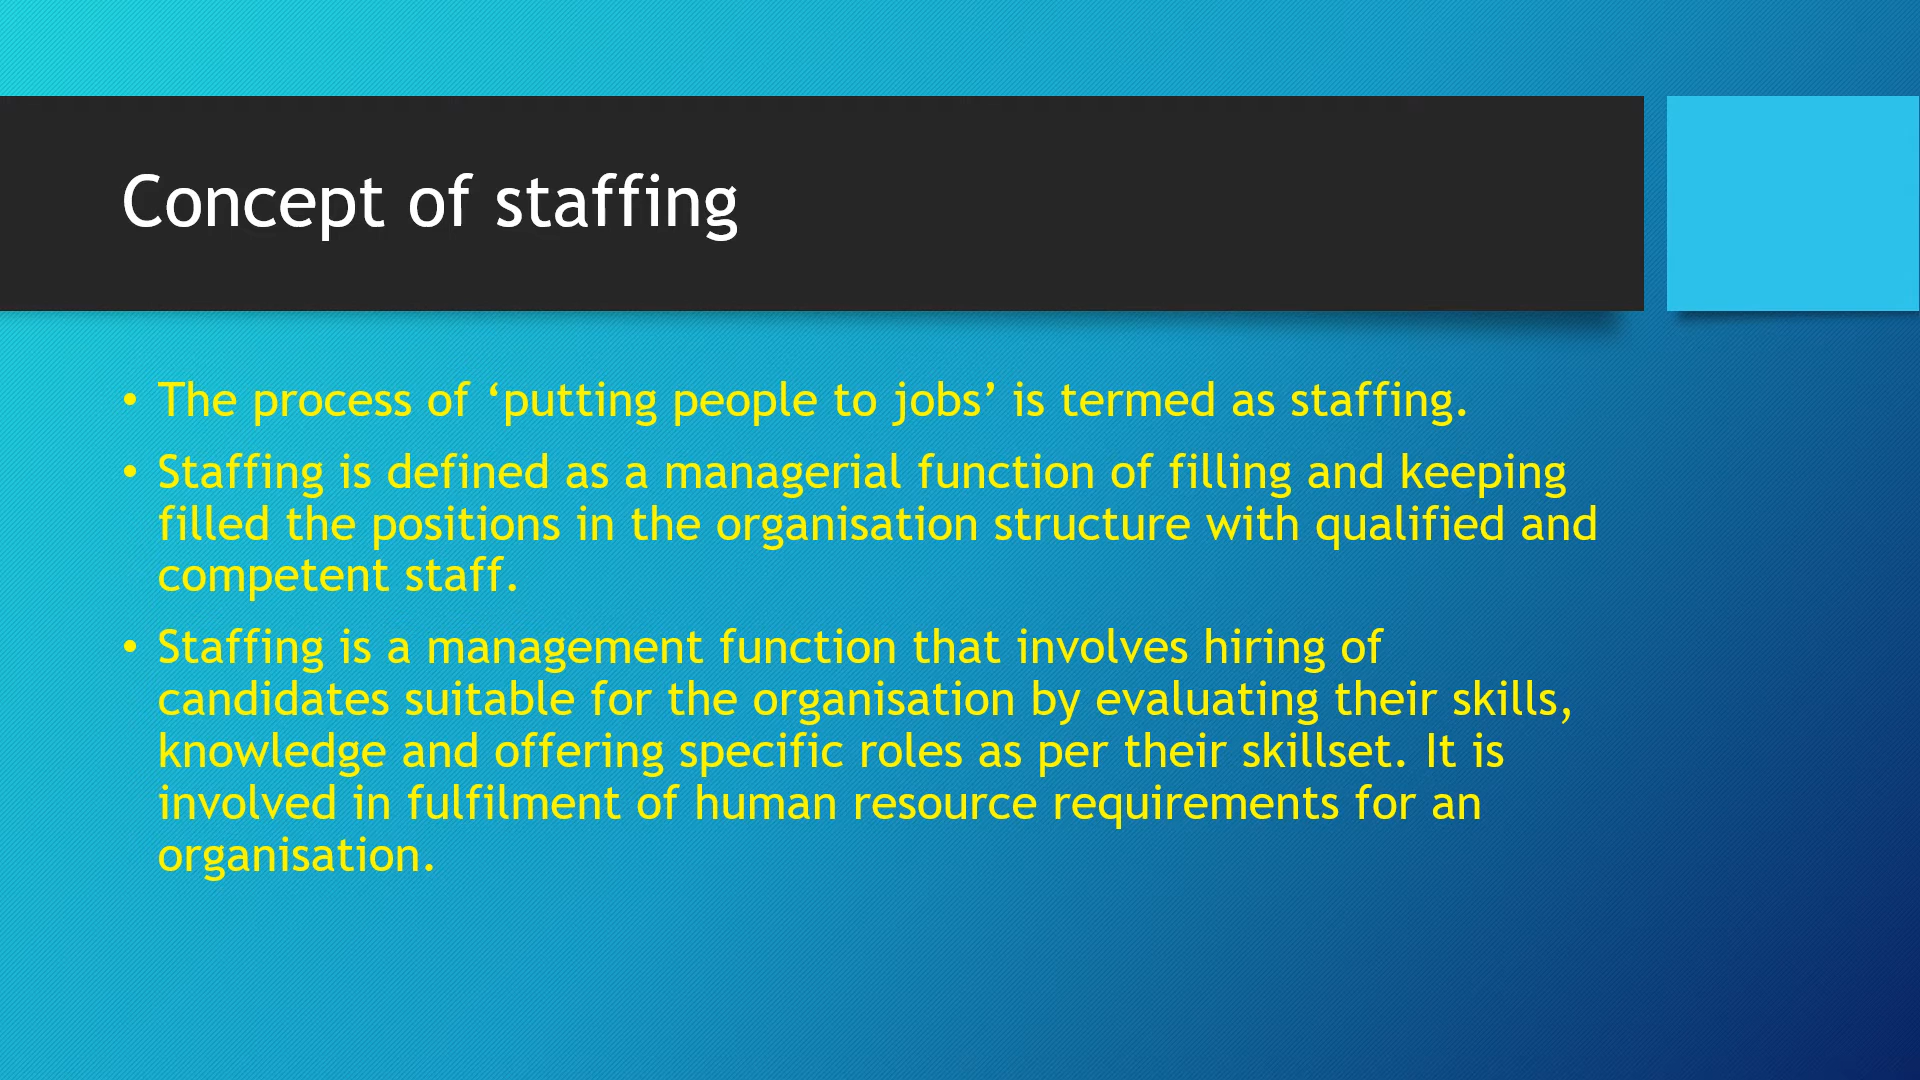 Concept of staffing
• The process of ‘putting people to jobs’ is termed as staffing.
• Staffing is defined as a managerial function of filling and keeping
filled the positions in the organisation structure with qualified and
competent staff.
• Staffing is a management function that involves hiring of
candidates suitable for the organisation by evaluating their skills,
knowledge and offering specific roles as per their skillset. It is
involved in fulfilment of human resource requirements for an
organisation.